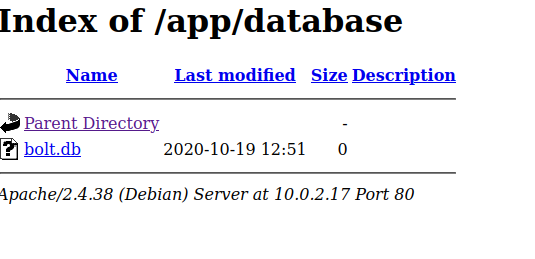 Index of /app/database
Name Last modified Size Description
Parent Directory -
bolt.db 2020-10-19 12:51 0
Apache/2.4.38 (Debian) Server at 10.0.2.17 Port 80